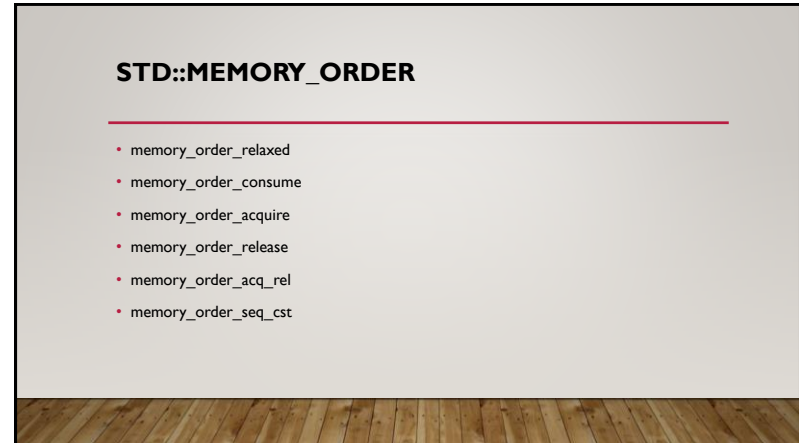 STD::MEMORY_ORDER
• memory_order_relaxed
• memory_order_consume
• memory_order_acquire
• memory_order_release
• memory_order_acq_rel
• memory_order_seq_cst